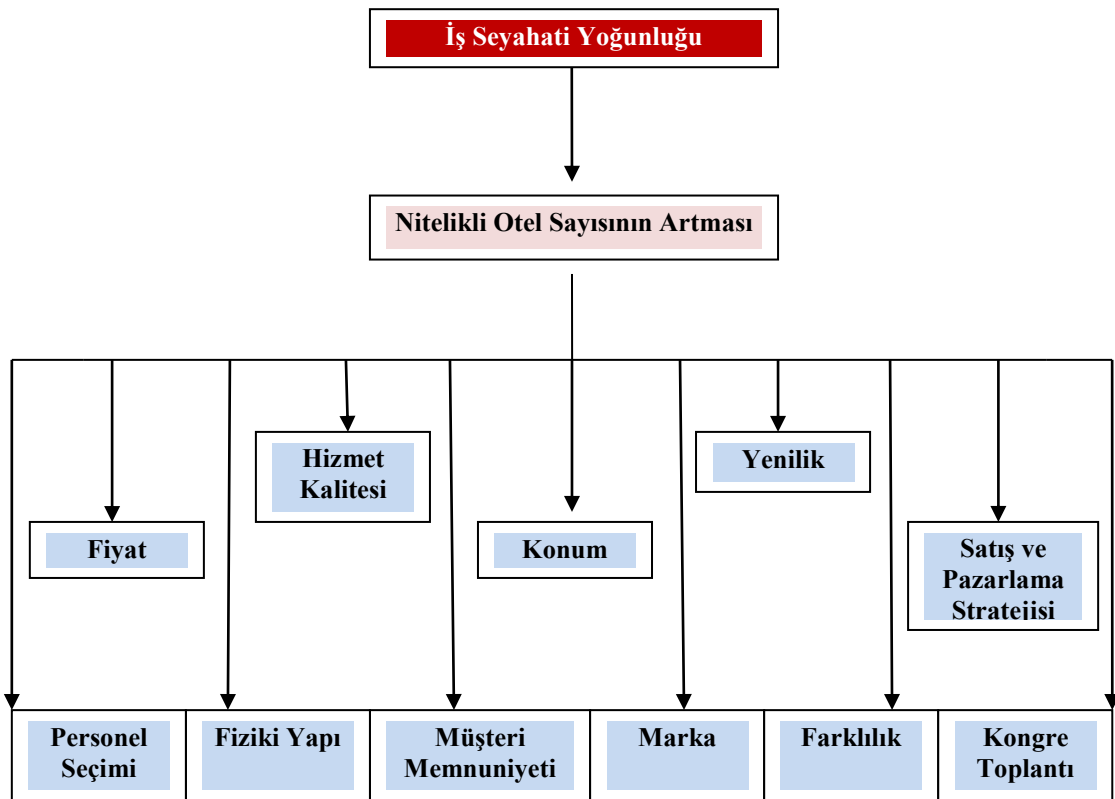 İş Seyahati Yoğunluğu
Nitelikli Otel Sayısının Artması
Hizmet
Kalitesi
Yenilik
Fiyat
Konum
Satış ve
Pazarlama
Stratejisi
Personel
Seçimi
Fiziki Yapı
Müşteri
Memnuniyeti
Marka
Farklılık
Kongre
Toplantı